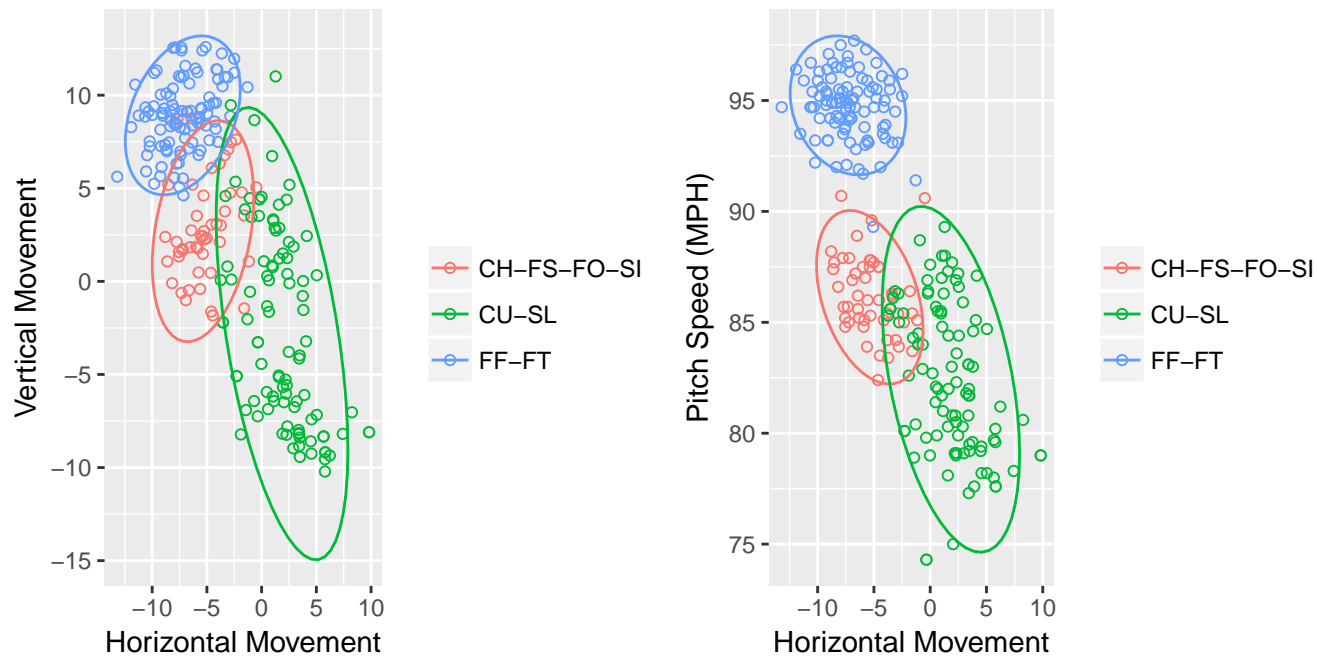 Vertical Movement
10
5
0
−5
−10
−15
−10 −5 0 5 10
Horizontal Movement
CH−FS−FO−SI
CU−SL
FF−FT
Pitch Speed (MPH)
95
90
85
80
75
−10 −5 0 5 10
Horizontal Movement
CH−FS−FO−SI
CU−SL
FF−FT